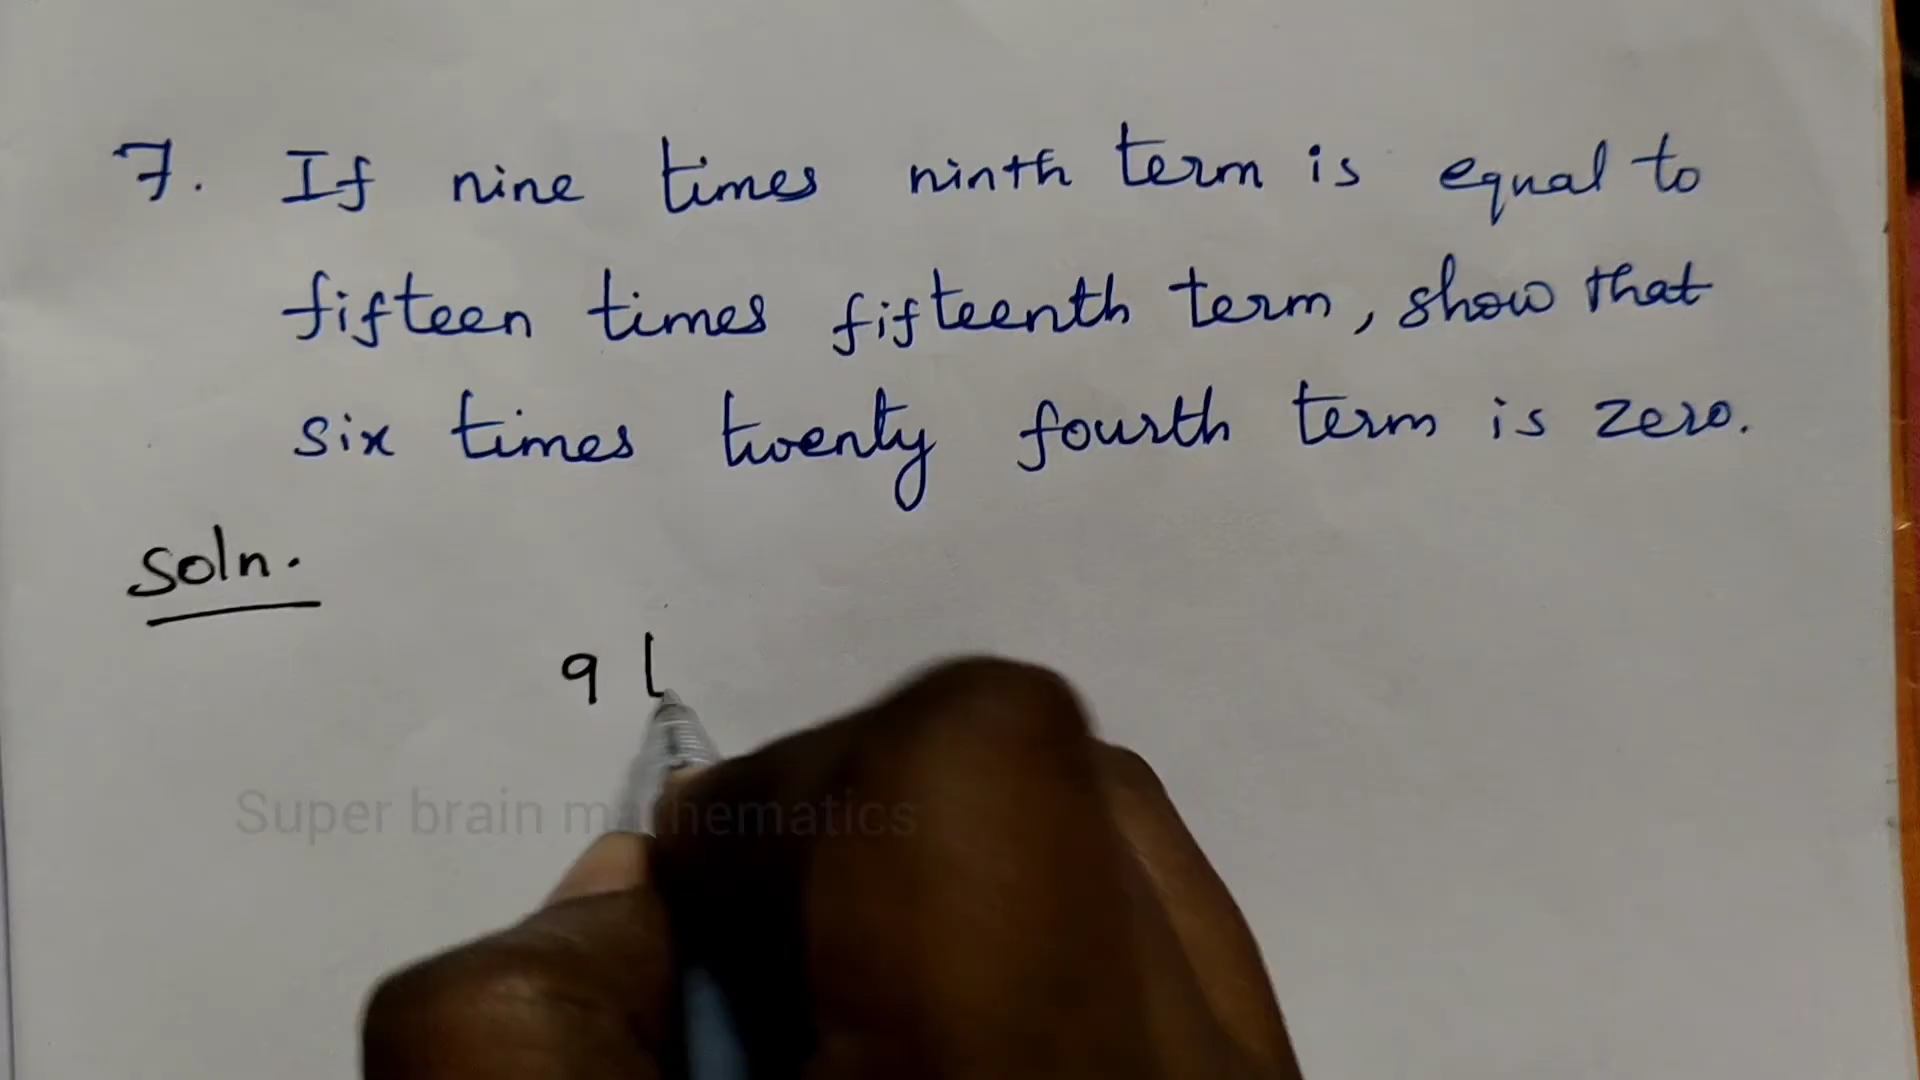 7. If nine times ninth term is equal to
fifteen times fifteenth term, show that
six times twenty fourth term is zero.
Soln.
9
Super brain mathematics